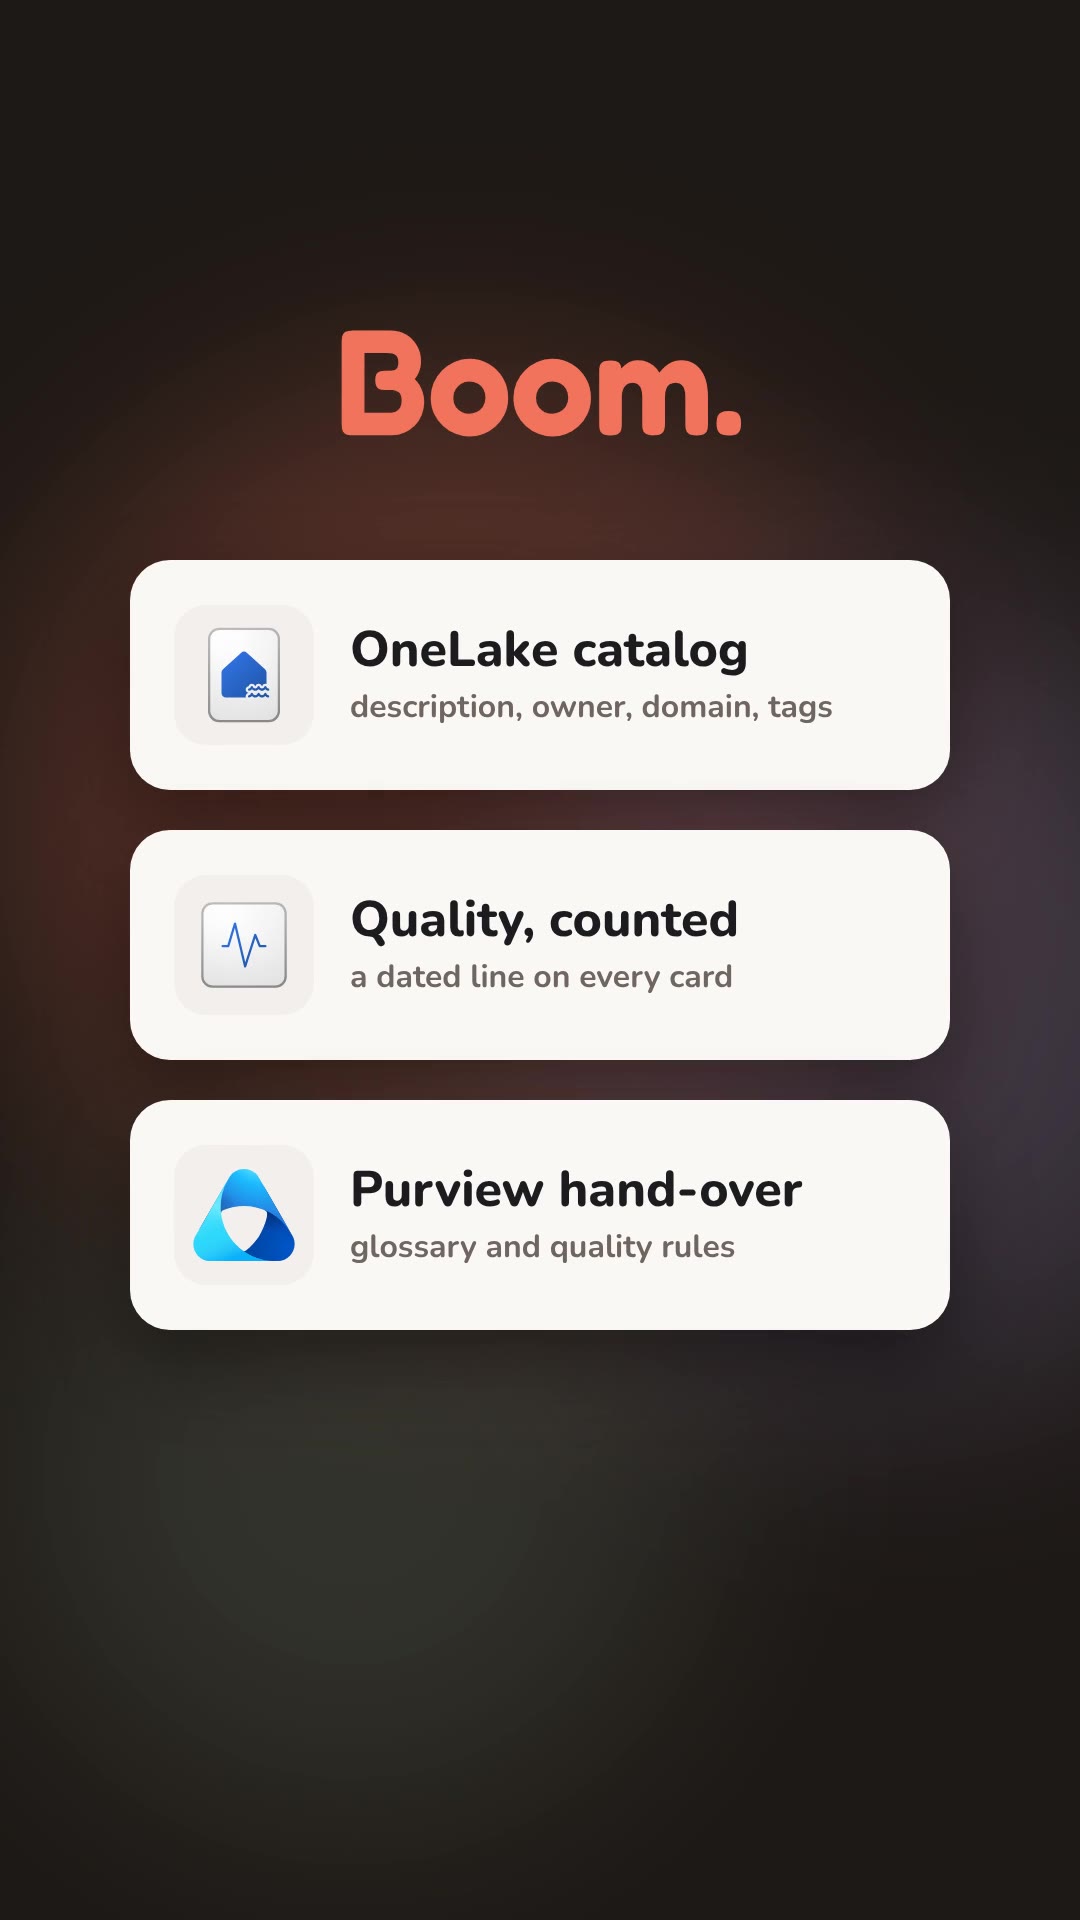 Boom.
OneLake catalog
description, owner, domain, tags
Quality, counted
a dated line on every card
Purview hand-over
glossary and quality rules